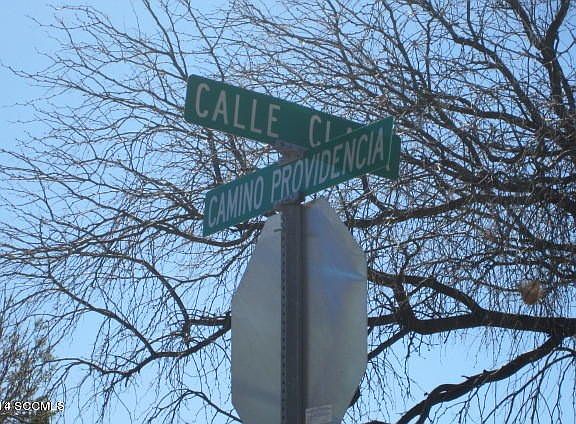 CALLE
CAMINO PROVIDENCIA
14 SCCMLS